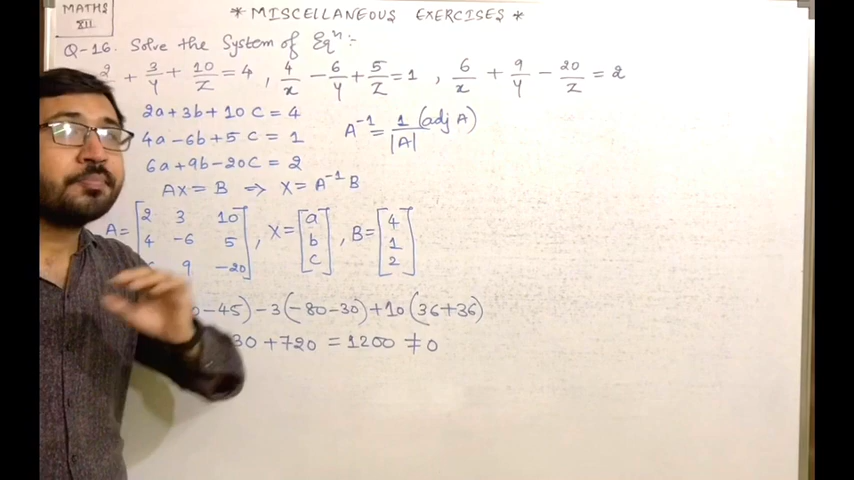 MATHS
XII
* MISCELLANEOUS EXERCISES *
Q-16. Solve the System of Eqⁿ :-
2/ + 3/Y + 10/Z = 4 , 4/x - 6/Y + 5/Z = 1 , 6/x + 9/Y - 20/Z = 2
2a+3b+10C = 4
4a-6b+5C = 1
6a+9b-20C = 2
A⁻¹ = 1/|A| (adj A)
AX = B => X = A⁻¹ B
A = [2 3 10
4 -6 5
9 -20] , X = [a
b
c] , B = [4
1
2]
0-45) -3(-80-30) +10(36+36)
30 +720 = 1200 ≠ 0